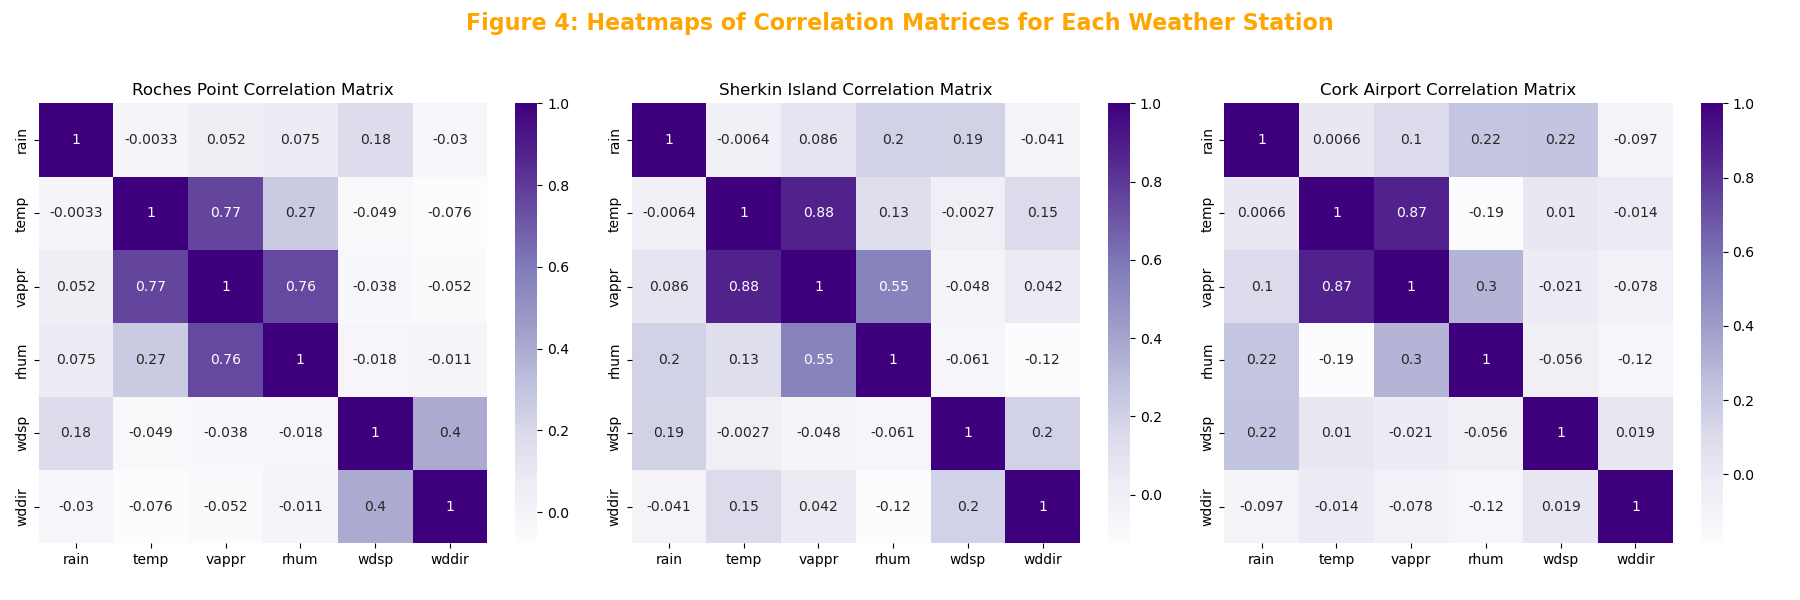 Figure 4: Heatmaps of Correlation Matrices for Each Weather Station
Roches Point Correlation Matrix
rain 1 -0.0033 0.052 0.075 0.18 -0.03
temp -0.0033 1 0.77 0.27 -0.049 -0.076
vappr 0.052 0.77 1 0.76 -0.038 -0.052
rhum 0.075 0.27 0.76 1 -0.018 -0.011
wdsp 0.18 -0.049 -0.038 -0.018 1 0.4
wddir -0.03 -0.076 -0.052 -0.011 0.4 1
rain temp vappr rhum wdsp wddir
1.0
0.8
0.6
0.4
0.2
0.0
Sherkin Island Correlation Matrix
rain 1 -0.0064 0.086 0.2 0.19 -0.041
temp -0.0064 1 0.88 0.13 -0.0027 0.15
vappr 0.086 0.88 1 0.55 -0.048 0.042
rhum 0.2 0.13 0.55 1 -0.061 -0.12
wdsp 0.19 -0.0027 -0.048 -0.061 1 0.2
wddir -0.041 0.15 0.042 -0.12 0.2 1
rain temp vappr rhum wdsp wddir
1.0
0.8
0.6
0.4
0.2
0.0
Cork Airport Correlation Matrix
rain 1 0.0066 0.1 0.22 0.22 -0.097
temp 0.0066 1 0.87 -0.19 0.01 -0.014
vappr 0.1 0.87 1 0.3 -0.021 -0.078
rhum 0.22 -0.19 0.3 1 -0.056 -0.12
wdsp 0.22 0.01 -0.021 -0.056 1 0.019
wddir -0.097 -0.014 -0.078 -0.12 0.019 1
rain temp vappr rhum wdsp wddir
1.0
0.8
0.6
0.4
0.2
0.0